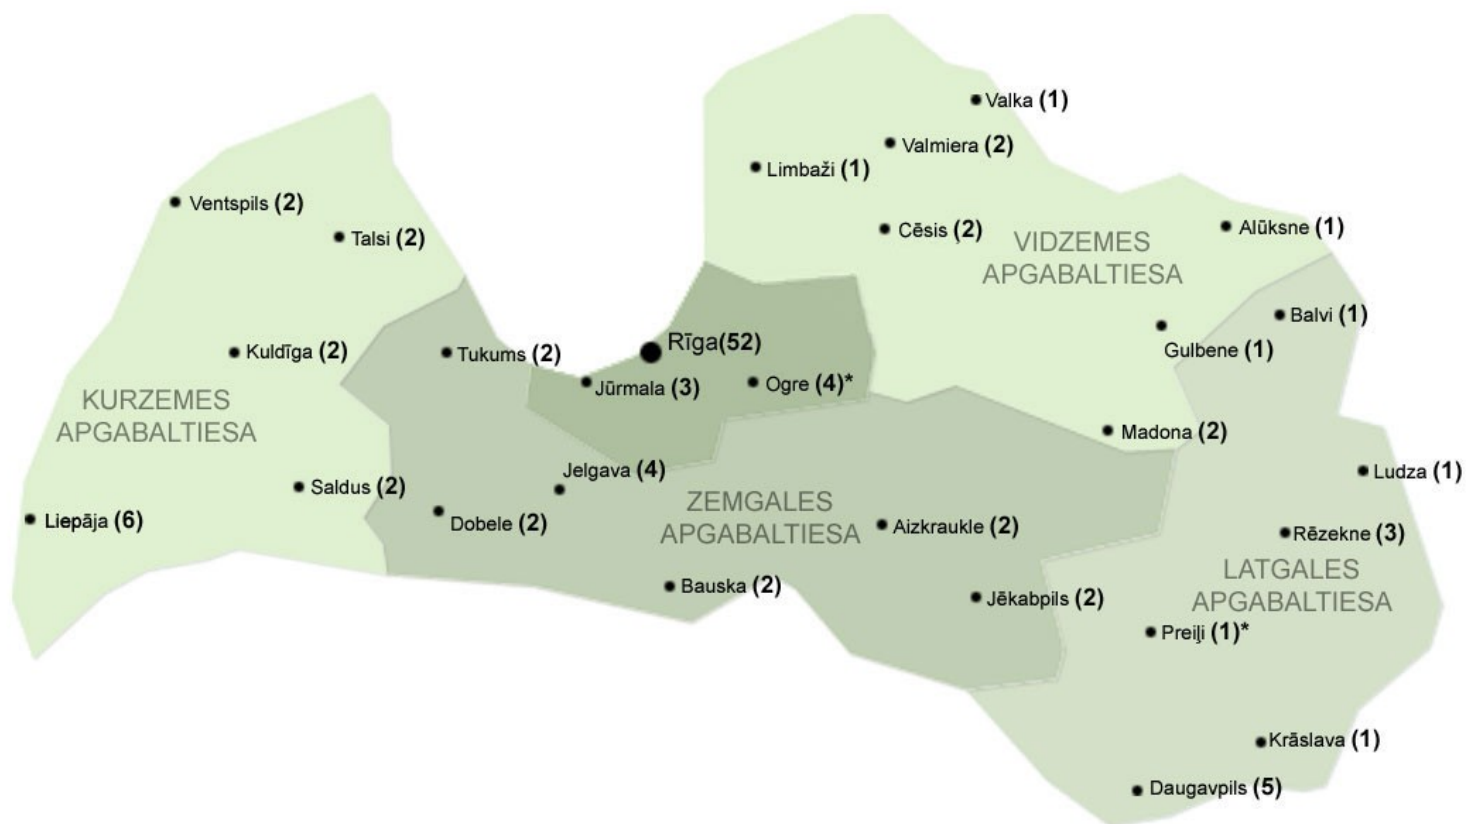 Valka (1)
Valmiera (2)
Limbaži (1)
Ventspils (2)
Talsi (2)
Cēsis (2)
Alūksne (1)
VIDZEMES
APGABALTIESA
Balvi (1)
Rīga(52)
Gulbene (1)
Kuldīga (2)
Tukums (2)
Jūrmala (3)
Ogre (4)*
KURZEMES
APGABALTIESA
Madona (2)
Jelgava (4)
Ludza (1)
Saldus (2)
ZEMGALES
APGABALTIESA
Liepāja (6)
Dobele (2)
Aizkraukle (2)
Rēzekne (3)
LATGALES
APGABALTIESA
Bauska (2)
Jēkabpils (2)
Preiļi (1)*
Krāslava (1)
Daugavpils (5)